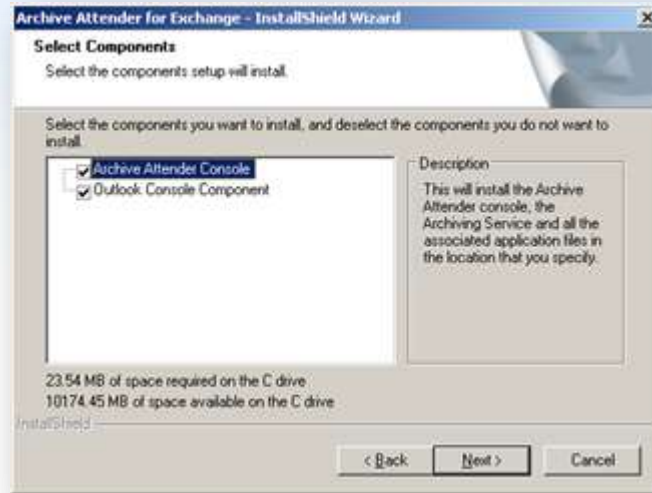 Archive Attender for Exchange - InstallShield Wizard
Select Components
Select the components setup will install.
Select the components you want to install, and deselect the components you do not want to
install.
Archive Attender Console
Outlook Console Component
Description
This will install the Archive
Attender console, the
Archiving Service and all the
associated application files in
the location that you specify.
23.54 MB of space required on the C drive
10174.45 MB of space available on the C drive
InstallShield
< Back
Next >
Cancel